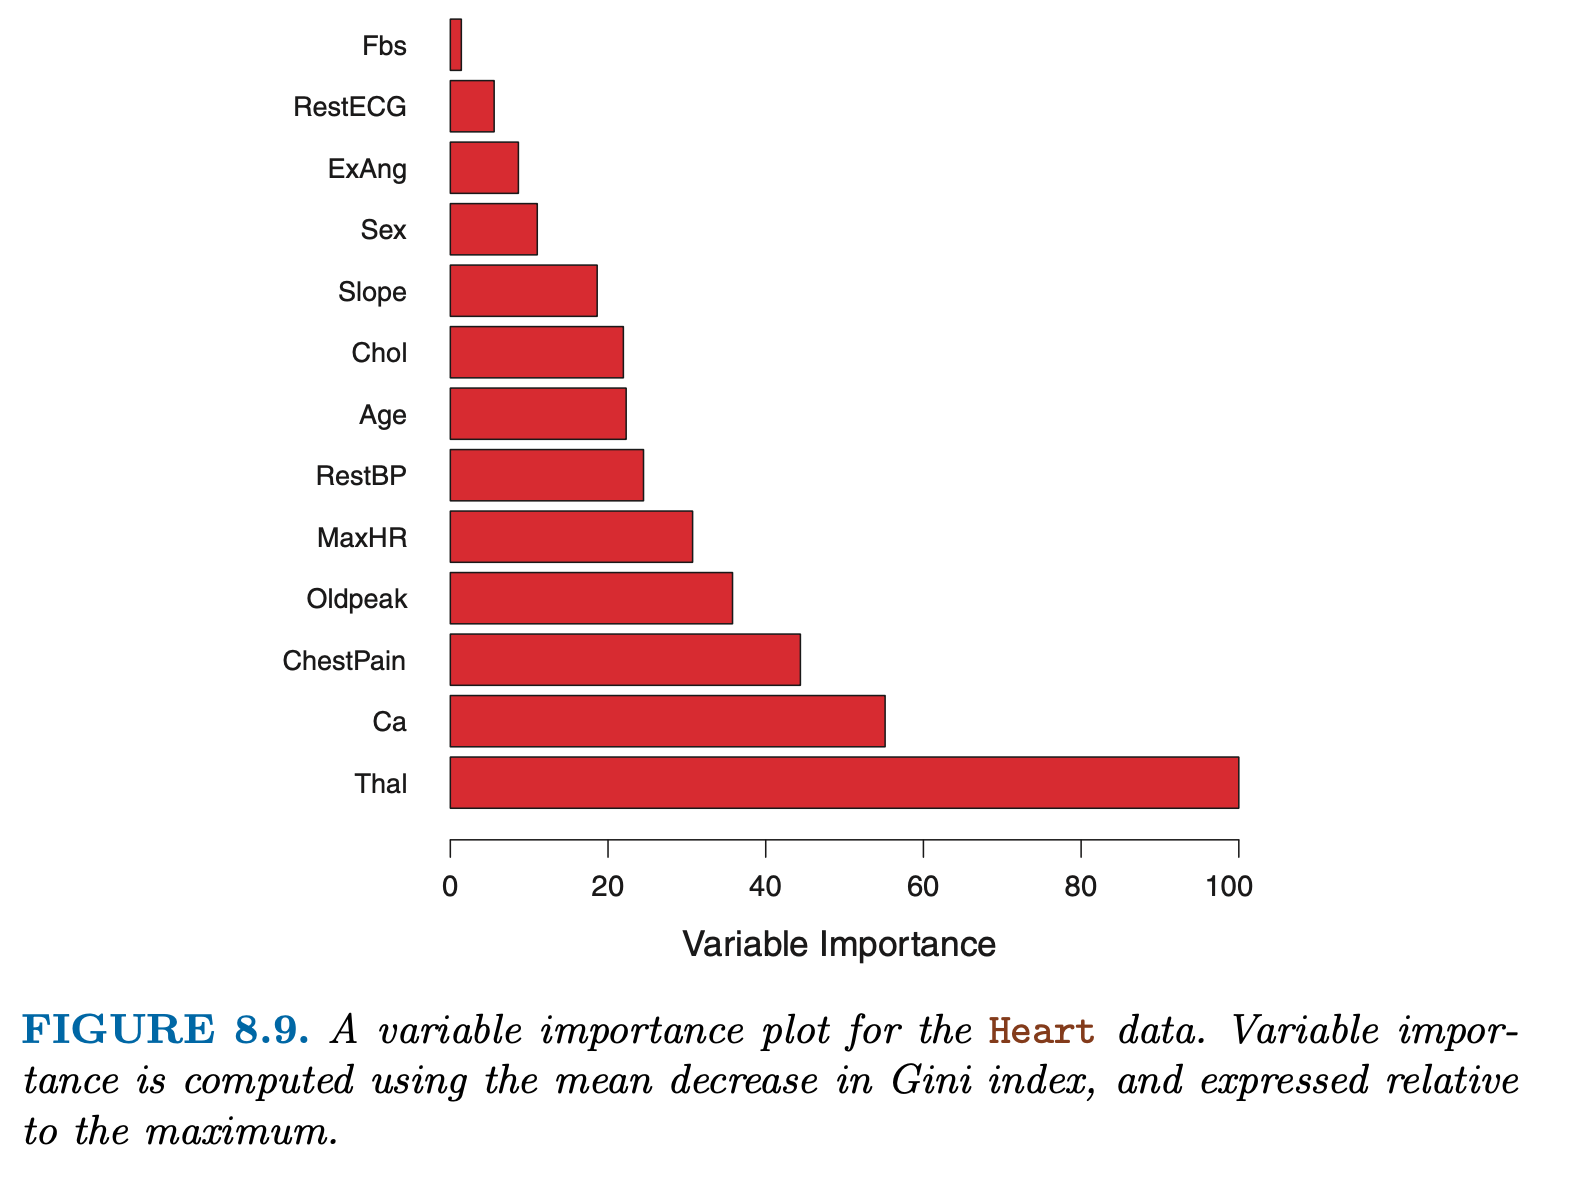 Fbs
RestECG
ExAng
Sex
Slope
Chol
Age
RestBP
MaxHR
Oldpeak
ChestPain
Ca
Thal
0 20 40 60 80 100
Variable Importance
FIGURE 8.9. A variable importance plot for the Heart data. Variable impor-
tance is computed using the mean decrease in Gini index, and expressed relative
to the maximum.